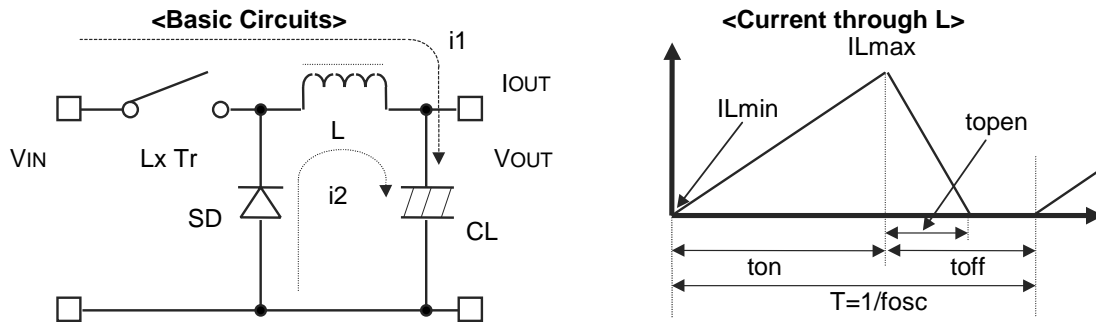 <Basic Circuits>
i1
IOUT
L
VIN
Lx Tr
VOUT
i2
SD
CL
<Current through L>
ILmax
ILmin
topen
ton
toff
T=1/fosc